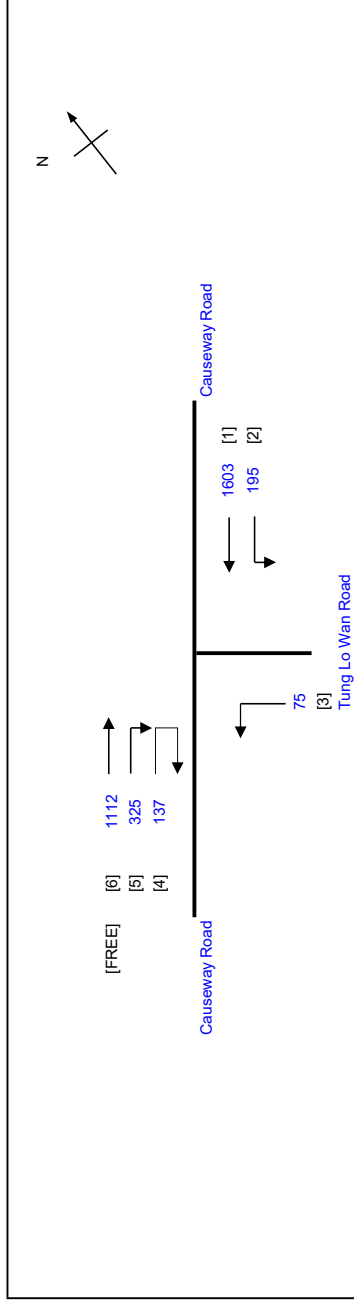 N
[FREE] [6] 1112
[5] 325
[4] 137
Causeway Road
Causeway Road
1603 [1]
195 [2]
75
[3]
Tung Lo Wan Road